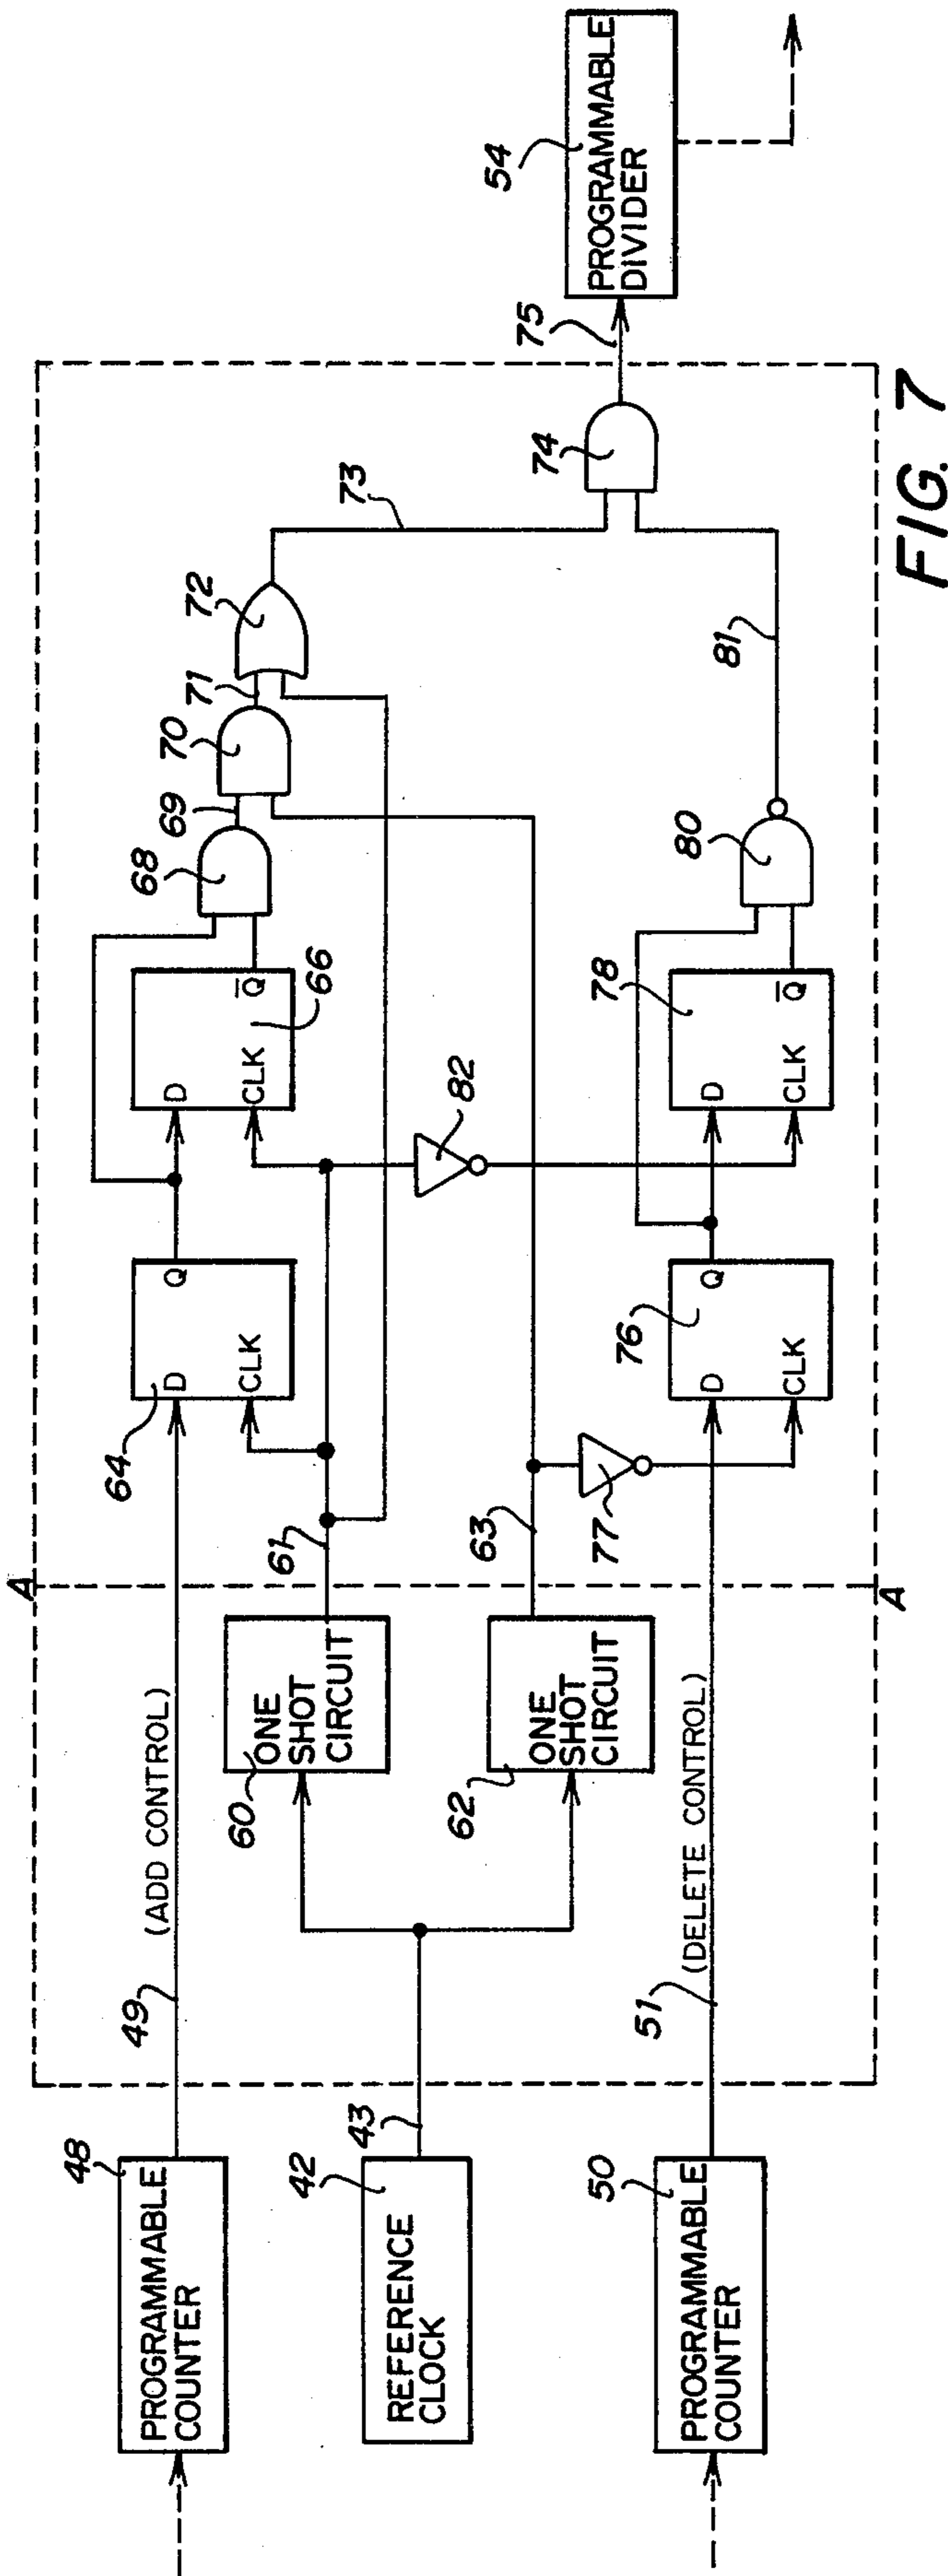 48
PROGRAMMABLE
COUNTER
49
(ADD CONTROL)
A
64
D
Q
CLK
D
CLK
Q
66
68
69
70
71
72
73
42
REFERENCE
CLOCK
43
60
ONE
SHOT
CIRCUIT
61
62
ONE
SHOT
CIRCUIT
63
77
82
74
75
54
PROGRAMMABLE
DIVIDER
50
PROGRAMMABLE
COUNTER
51
(DELETE CONTROL)
A
76
D
Q
CLK
78
D
CLK
Q
80
81
FIG. 7